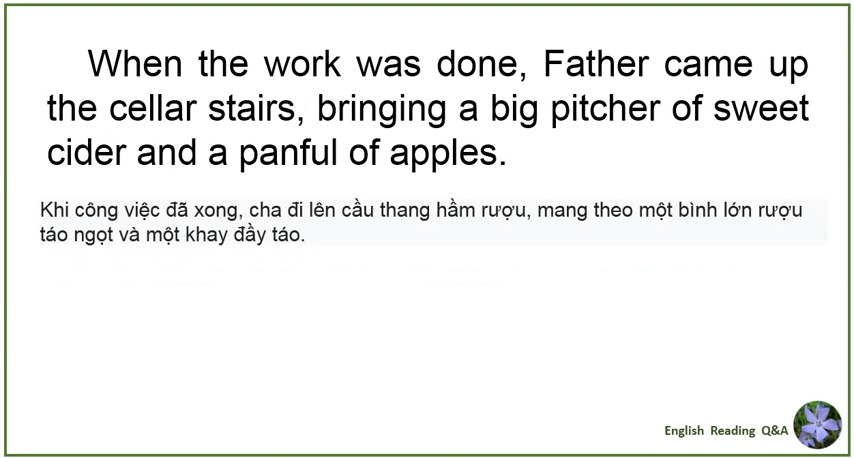 When the work was done, Father came up
the cellar stairs, bringing a big pitcher of sweet
cider and a panful of apples.
Khi công việc đã xong, cha đi lên cầu thang hầm rượu, mang theo một bình lớn rượu
táo ngọt và một khay đầy táo.
English Reading Q&A